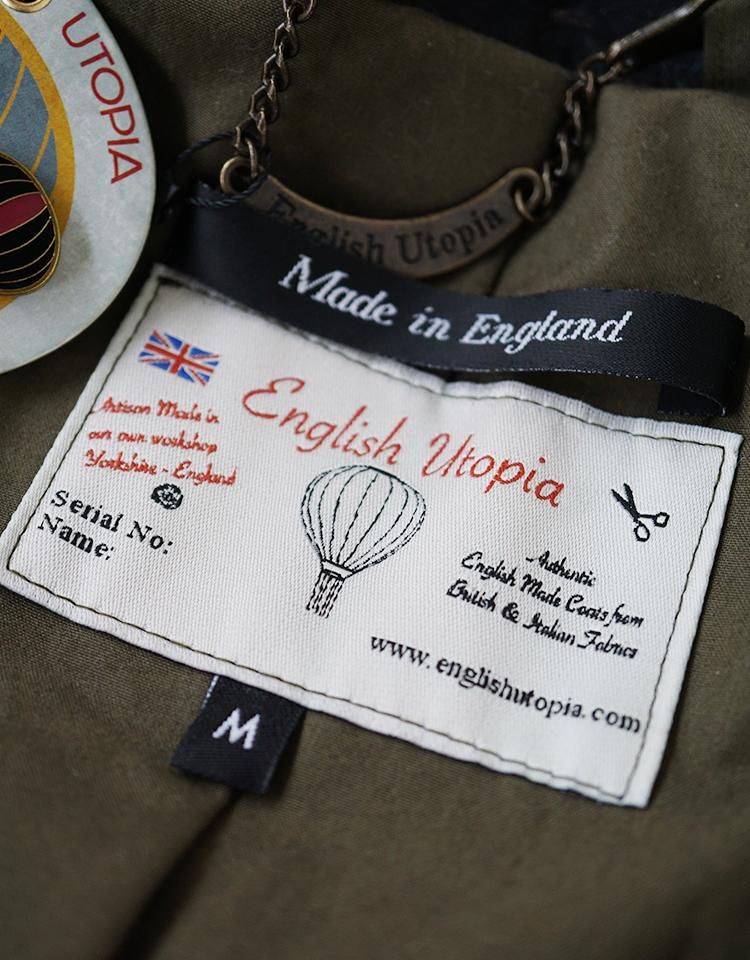 UTOPIA
English Utopia
Made in England
English Utopia
Artisan Made in
our own workshop
Yorkshire - England
Serial No:
Name:
Authentic
English Made Coats from
British & Italian Fabrics
www.englishutopia.com
M